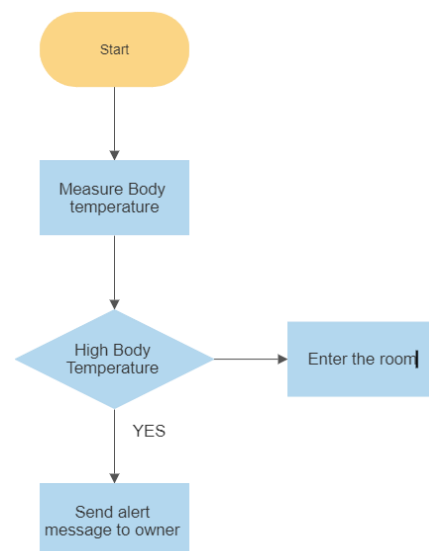 Start
Measure Body
temperature
High Body
Temperature
Enter the room
YES
Send alert
message to owner